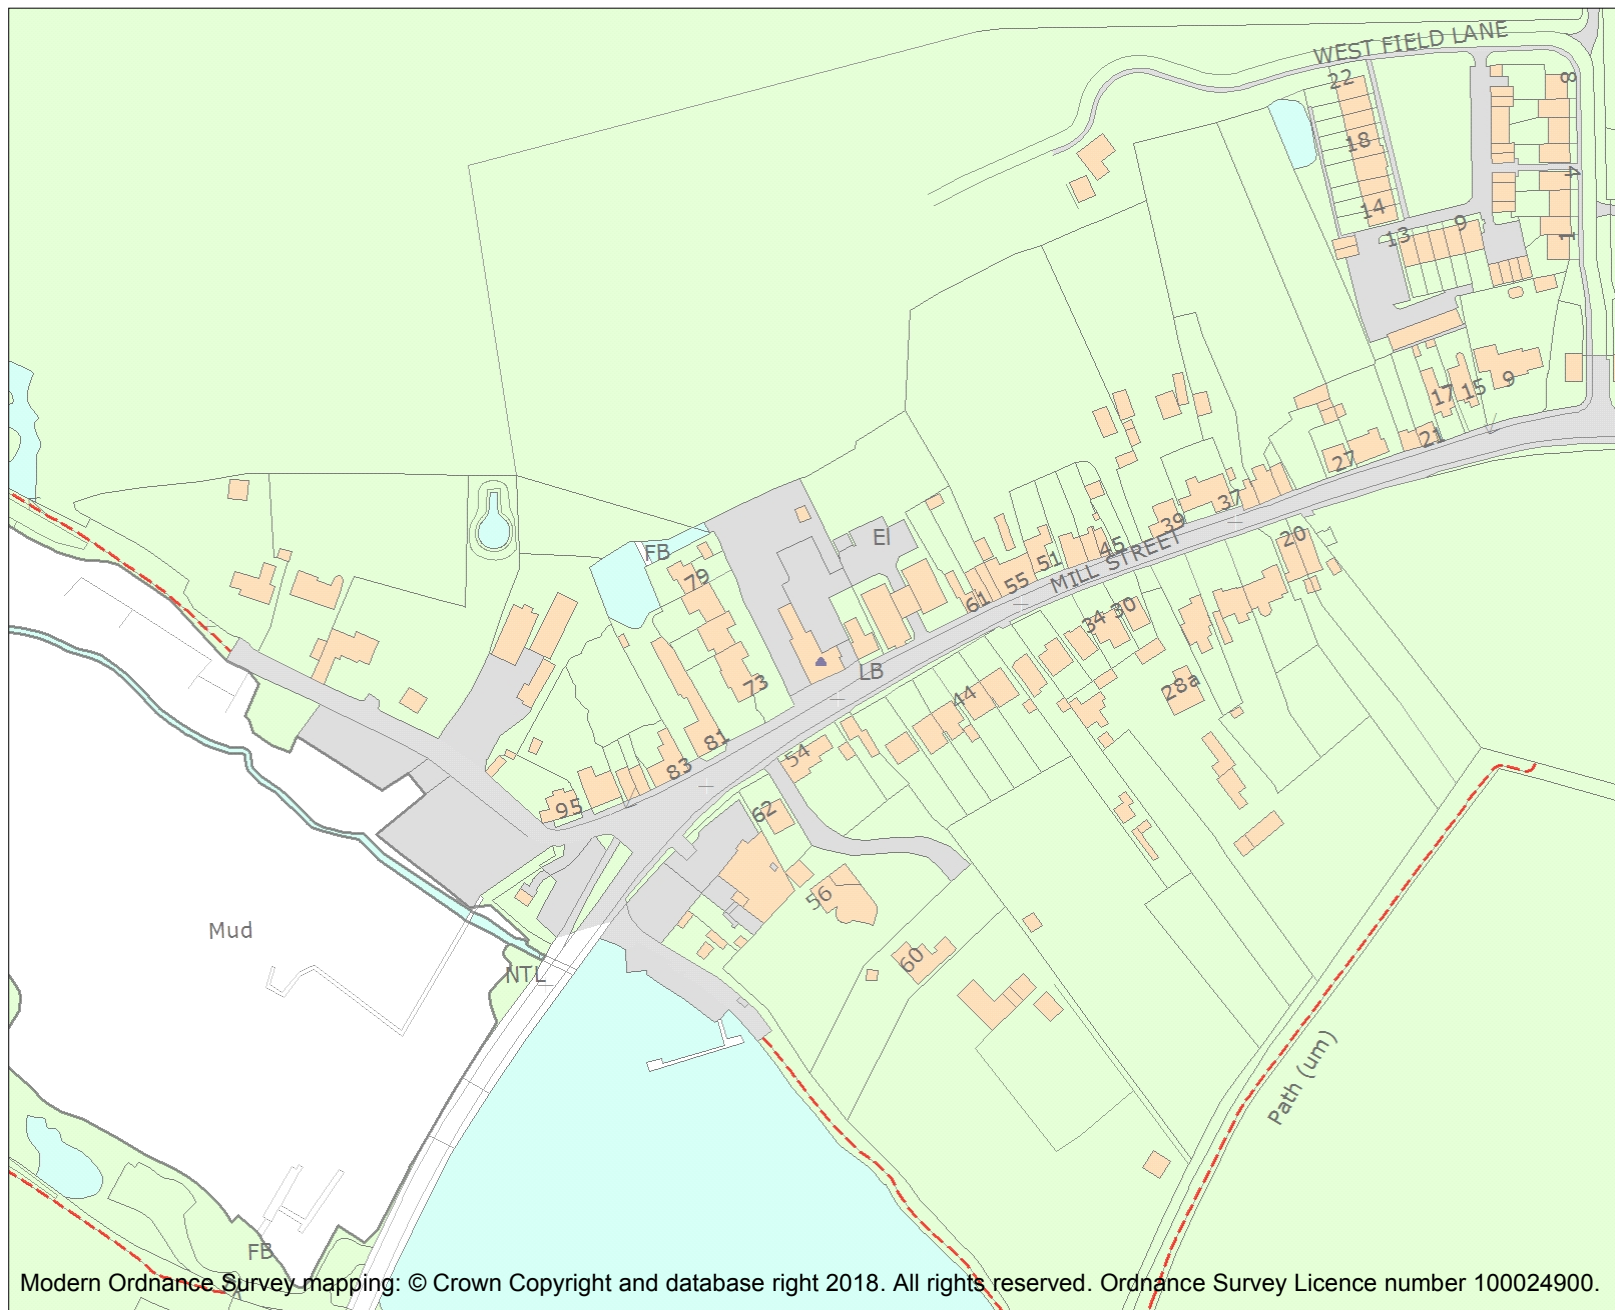 WEST FIELD LANE
22
8
18
4
14
13
9
1
17
15
9
21
27
37
39
20
El
FB
45
51
MILL STREET
55
61
79
34
30
LB
73
28a
44
81
54
83
95
62
56
Mud
60
NTL
Path (um)
FB
Modern Ordnance Survey mapping: © Crown Copyright and database right 2018. All rights reserved. Ordnance Survey Licence number 100024900.